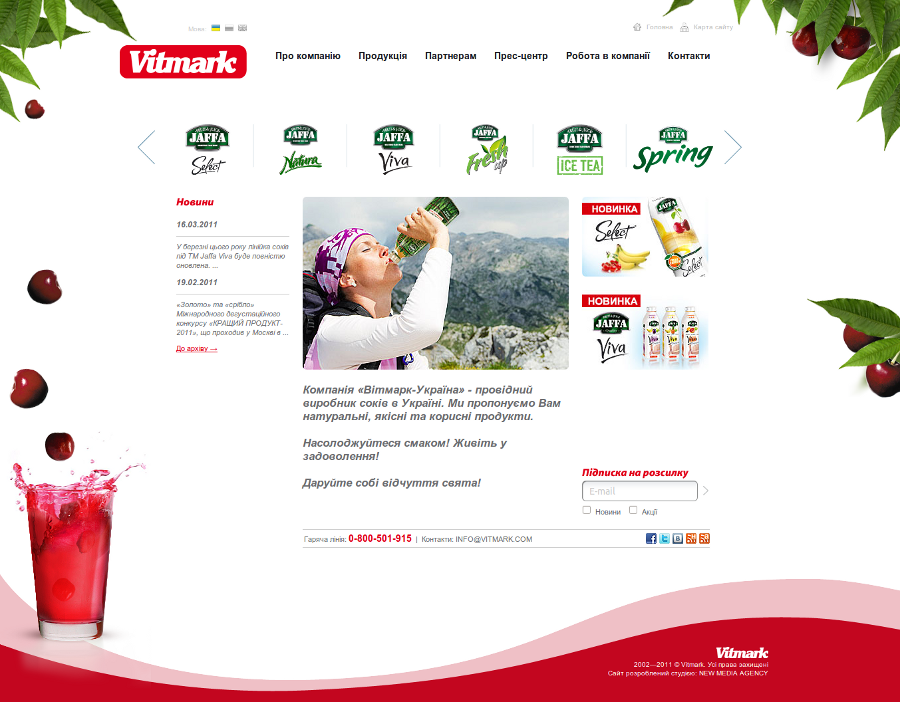 Мова
Головна
Карта сайту
Vitmark
Про компанію
Продукція
Партнерам
Прес-центр
Робота в компанії
Контакти
JAFFA
Select
JAFFA
Natura
JAFFA
Viva
JAFFA
Fresh
up
JAFFA
ICE TEA
JAFFA
Spring
Новини
16.03.2011
У березні цього року лінійка соків
під ТМ Jaffa Viva буде повністю
оновлена. ...
19.02.2011
«Золото» та «срібло»
Міжнародного дегустаційного
конкурсу «КРАЩИЙ ПРОДУКТ-
2011», що проходив у Москві в ...
До архіву →
НОВИНКА
Select
JAFFA
Select
НОВИНКА
JAFFA
Viva
Viva
Viva
Viva
Компанія «Вітмарк-Україна» - провідний
виробник соків в Україні. Ми пропонуємо Вам
натуральні, якісні та корисні продукти.
Насолоджуйтеся смаком! Живіть у
задоволення!
Даруйте собі відчуття свята!
Підписка на розсилку
E-mail
Новини
Акції
Гаряча лінія: 0-800-501-915 | Контакти: INFO@VITMARK.COM
Vitmark
2002—2011 © Vitmark. Усі права захищені
Сайт розроблений студією: NEW MEDIA AGENCY